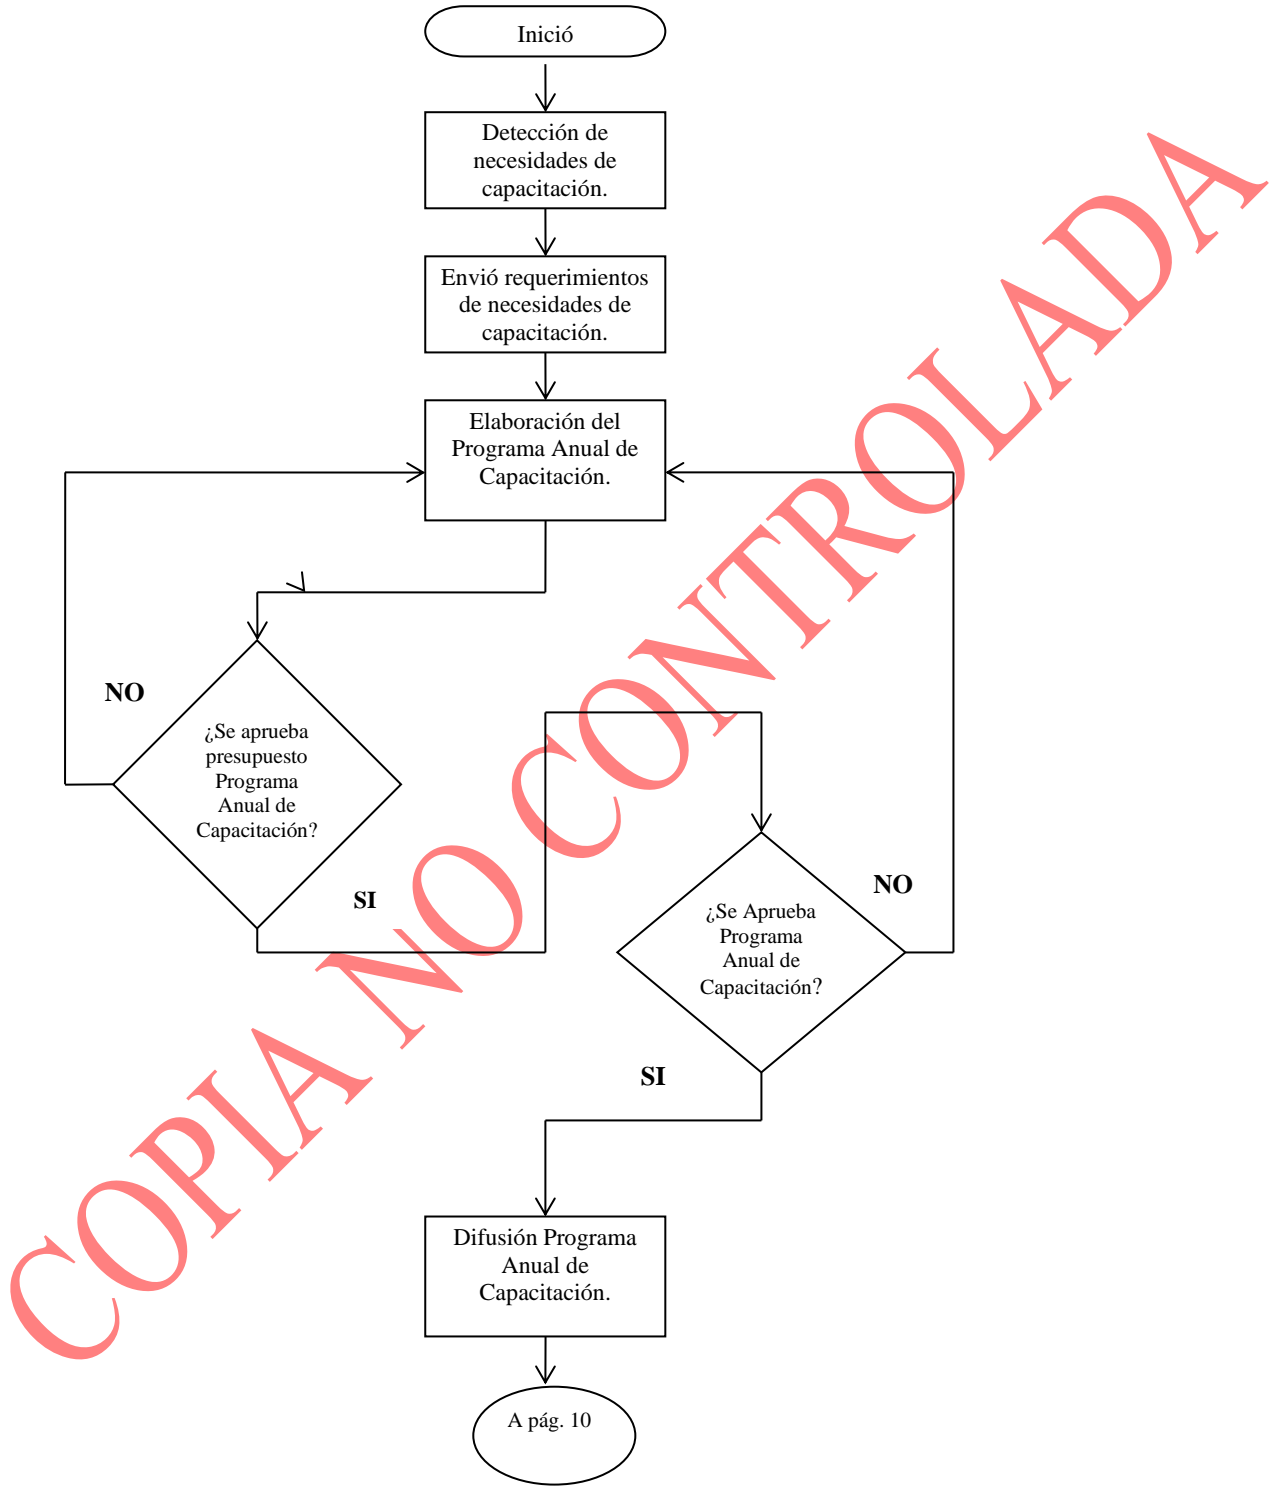 Inició
Detección de
necesidades de
capacitación.
Envió requerimientos
de necesidades de
capacitación.
Elaboración del
Programa Anual de
Capacitación.
NO
¿Se aprueba
presupuesto
Programa
Anual de
Capacitación?
SI
NO
¿Se Aprueba
Programa
Anual de
Capacitación?
SI
Difusión Programa
Anual de
Capacitación.
A pág. 10
COPIA NO CONTROLADA